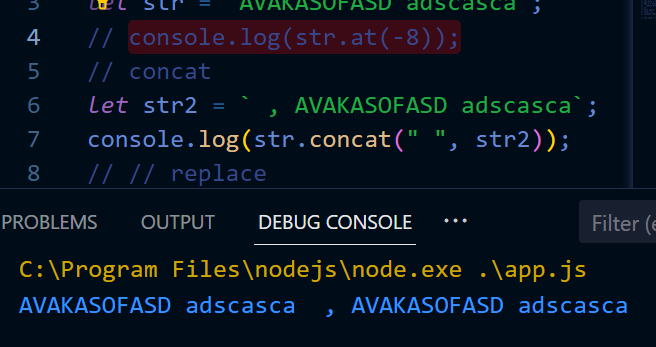 3 let str = `AVAKASOFASD adscasca`;
4 // console.log(str.at(-8));
5 // concat
6 let str2 = ` , AVAKASOFASD adscasca`;
7 console.log(str.concat(" ", str2));
8 // // replace
PROBLEMS OUTPUT DEBUG CONSOLE ··· Filter (e
C:\Program Files\nodejs\node.exe .\app.js
AVAKASOFASD adscasca  , AVAKASOFASD adscasca